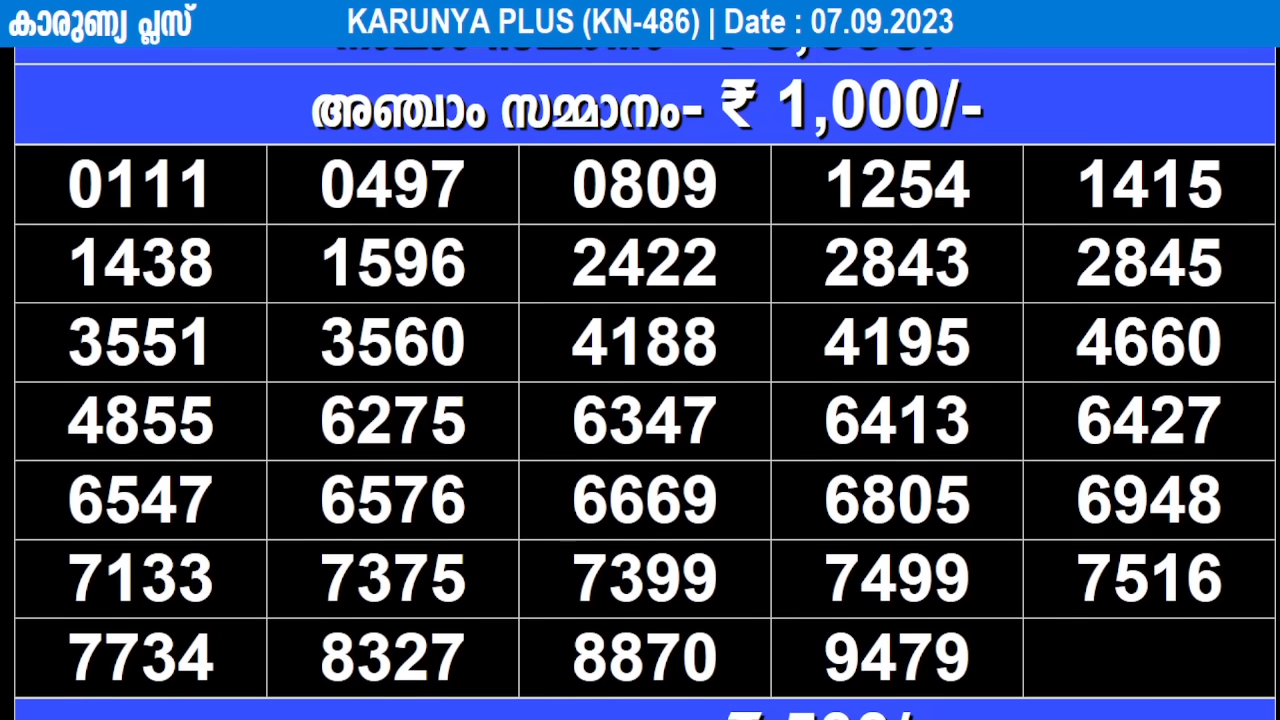 കാരുണ്യ പ്ലസ് KARUNYA PLUS (KN-486) | Date : 07.09.2023
അഞ്ചാം സമ്മാനം- ₹ 1,000/-
0111 0497 0809 1254 1415
1438 1596 2422 2843 2845
3551 3560 4188 4195 4660
4855 6275 6347 6413 6427
6547 6576 6669 6805 6948
7133 7375 7399 7499 7516
7734 8327 8870 9479